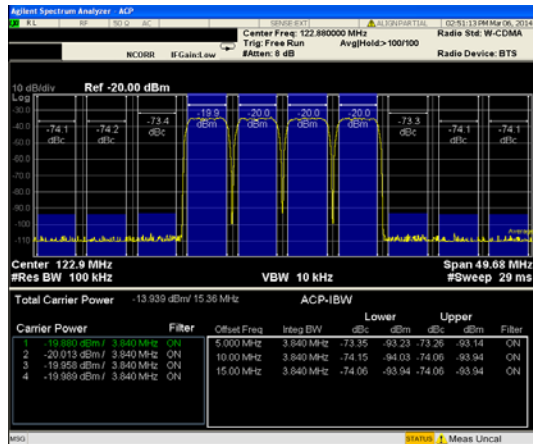 Agilent Spectrum Analyzer - ACP
RL RF 50 Ω AC SENSE:EXT ALIGN PARTIAL 02:51:13 PM Mar 06, 2014
Center Freq: 122.880000 MHz Radio Std: W-CDMA
Trig: Free Run Avg|Hold:>100/100
NCORR IFGain:Low #Atten: 8 dB Radio Device: BTS
10 dB/div Ref -20.00 dBm
Log
-30.0
-40.0
-50.0
-60.0
-70.0
-80.0
-90.0
-100
-110
-74.1 dBc
-74.2 dBc
-73.4 dBc
-19.9 dBm
-20.0 dBm
-20.0 dBm
-20.0 dBm
-73.3 dBc
-74.1 dBc
-74.1 dBc
Average
Center 122.9 MHz Span 49.68 MHz
#Res BW 100 kHz VBW 10 kHz #Sweep 29 ms
Total Carrier Power -13.939 dBm/ 15.36 MHz ACP-IBW
Lower Upper
Carrier Power Filter Offset Freq Integ BW dBc dBm dBc dBm Filter
1 -19.880 dBm / 3.840 MHz ON 5.000 MHz 3.840 MHz -73.35 -93.23 -73.26 -93.14 ON
2 -20.013 dBm / 3.840 MHz ON 10.00 MHz 3.840 MHz -74.15 -94.03 -74.06 -93.94 ON
3 -19.958 dBm / 3.840 MHz ON 15.00 MHz 3.840 MHz -74.06 -93.94 -74.06 -93.94 ON
4 -19.989 dBm / 3.840 MHz ON
MSG STATUS Meas Uncal